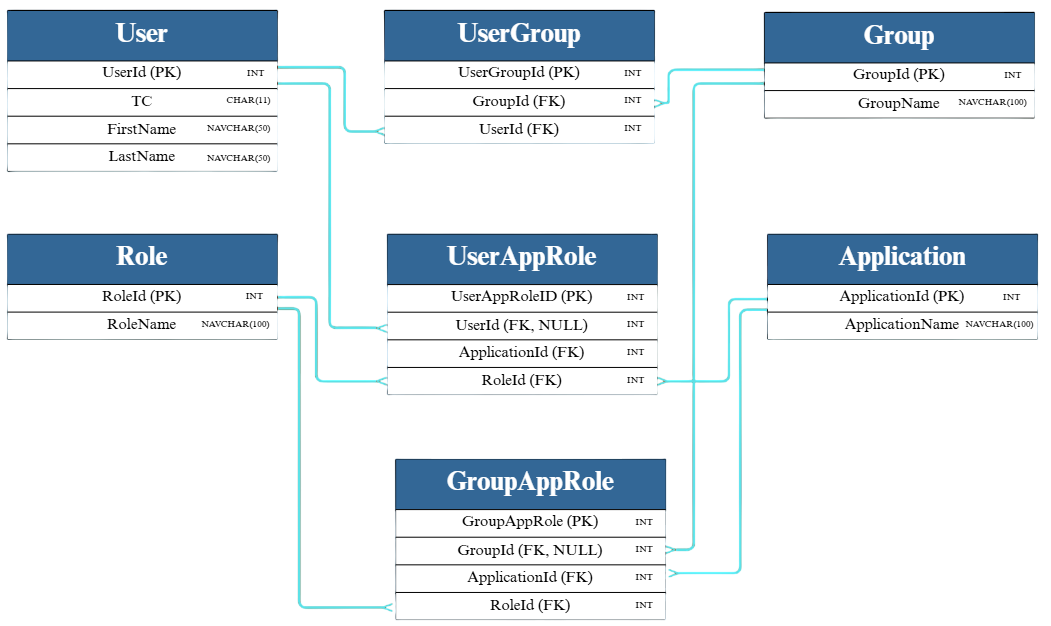 User
UserId (PK) INT
TC CHAR(11)
FirstName NAVCHAR(50)
LastName NAVCHAR(50)
UserGroup
UserGroupId (PK) INT
GroupId (FK) INT
UserId (FK) INT
Group
GroupId (PK) INT
GroupName NAVCHAR(100)
Role
RoleId (PK) INT
RoleName NAVCHAR(100)
UserAppRole
UserAppRoleID (PK) INT
UserId (FK, NULL) INT
ApplicationId (FK) INT
RoleId (FK) INT
Application
ApplicationId (PK) INT
ApplicationName NAVCHAR(100)
GroupAppRole
GroupAppRole (PK) INT
GroupId (FK, NULL) INT
ApplicationId (FK) INT
RoleId (FK) INT